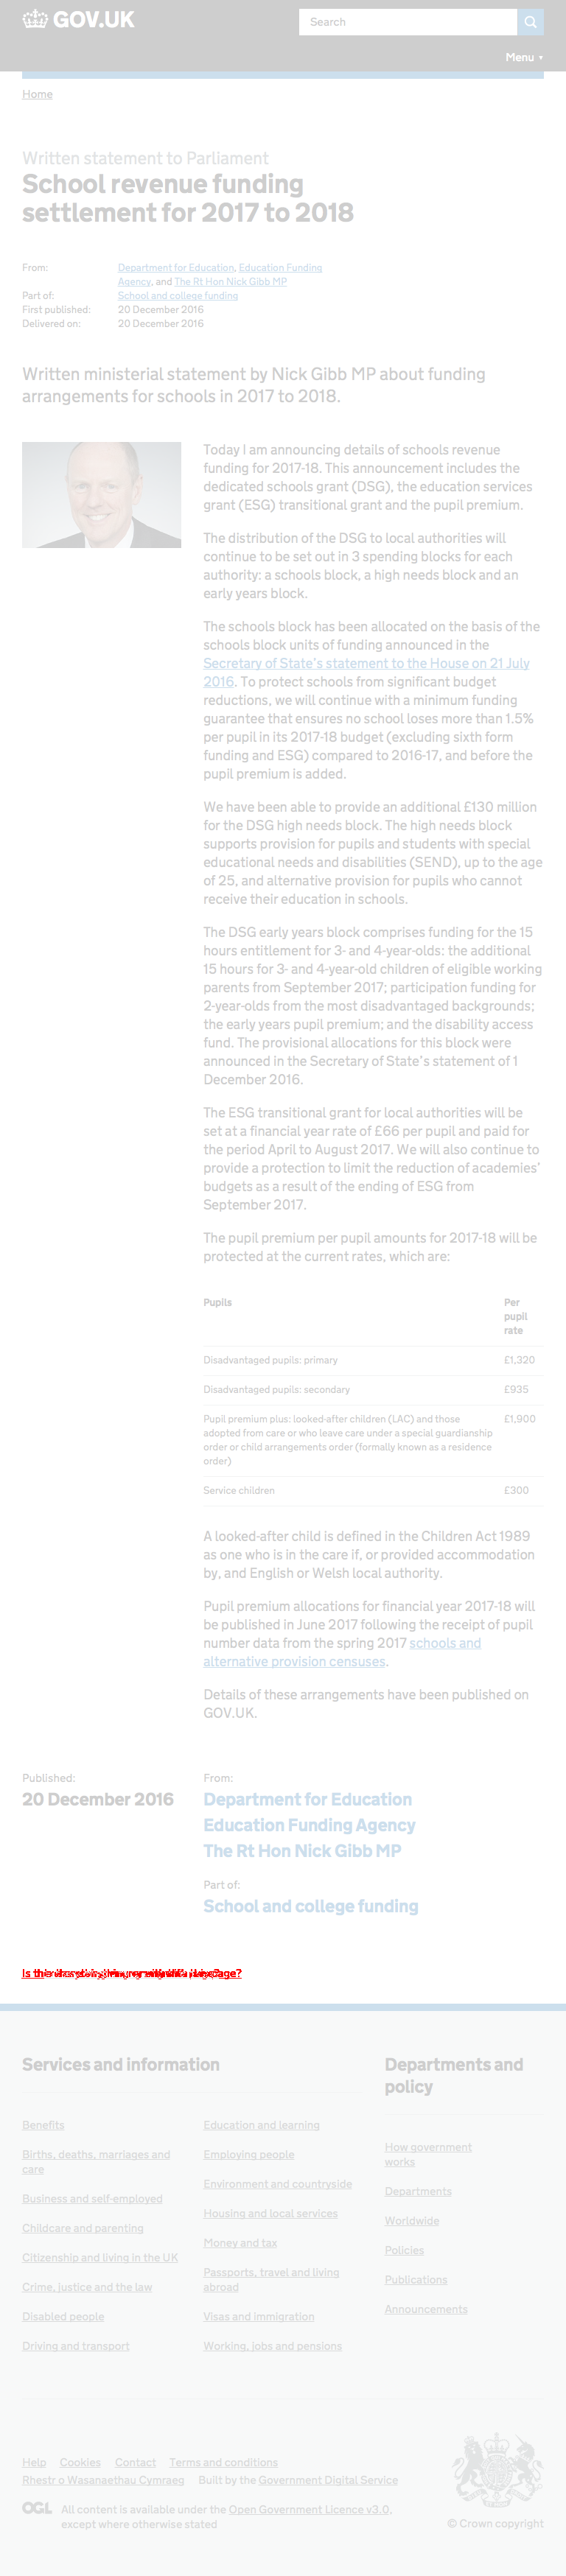 GOV.UK
Search
Menu ▼
Home
Written statement to Parliament
School revenue funding
settlement for 2017 to 2018
From: Department for Education, Education Funding
Agency, and The Rt Hon Nick Gibb MP
Part of: School and college funding
First published: 20 December 2016
Delivered on: 20 December 2016
Written ministerial statement by Nick Gibb MP about funding
arrangements for schools in 2017 to 2018.
Today I am announcing details of schools revenue
funding for 2017-18. This announcement includes the
dedicated schools grant (DSG), the education services
grant (ESG) transitional grant and the pupil premium.
The distribution of the DSG to local authorities will
continue to be set out in 3 spending blocks for each
authority: a schools block, a high needs block and an
early years block.
The schools block has been allocated on the basis of the
schools block units of funding announced in the
Secretary of State's statement to the House on 21 July
2016. To protect schools from significant budget
reductions, we will continue with a minimum funding
guarantee that ensures no school loses more than 1.5%
per pupil in its 2017-18 budget (excluding sixth form
funding and ESG) compared to 2016-17, and before the
pupil premium is added.
We have been able to provide an additional £130 million
for the DSG high needs block. The high needs block
supports provision for pupils and students with special
educational needs and disabilities (SEND), up to the age
of 25, and alternative provision for pupils who cannot
receive their education in schools.
The DSG early years block comprises funding for the 15
hours entitlement for 3- and 4-year-olds: the additional
15 hours for 3- and 4-year-old children of eligible working
parents from September 2017; participation funding for
2-year-olds from the most disadvantaged backgrounds;
the early years pupil premium; and the disability access
fund. The provisional allocations for this block were
announced in the Secretary of State's statement of 1
December 2016.
The ESG transitional grant for local authorities will be
set at a financial year rate of £66 per pupil and paid for
the period April to August 2017. We will also continue to
provide a protection to limit the reduction of academies'
budgets as a result of the ending of ESG from
September 2017.
The pupil premium per pupil amounts for 2017-18 will be
protected at the current rates, which are:
Pupils Per
pupil
rate
Disadvantaged pupils: primary £1,320
Disadvantaged pupils: secondary £935
Pupil premium plus: looked-after children (LAC) and those £1,900
adopted from care or who leave care under a special guardianship
order or child arrangements order (formally known as a residence
order)
Service children £300
A looked-after child is defined in the Children Act 1989
as one who is in the care if, or provided accommodation
by, and English or Welsh local authority.
Pupil premium allocations for financial year 2017-18 will
be published in June 2017 following the receipt of pupil
number data from the spring 2017 schools and
alternative provision censuses.
Details of these arrangements have been published on
GOV.UK.
Published:
20 December 2016
From:
Department for Education
Education Funding Agency
The Rt Hon Nick Gibb MP
Part of:
School and college funding
Services and information
Benefits
Births, deaths, marriages and
care
Business and self-employed
Childcare and parenting
Citizenship and living in the UK
Crime, justice and the law
Disabled people
Driving and transport
Education and learning
Employing people
Environment and countryside
Housing and local services
Money and tax
Passports, travel and living
abroad
Visas and immigration
Working, jobs and pensions
Departments and
policy
How government
works
Departments
Worldwide
Policies
Publications
Announcements
Help Cookies Contact Terms and conditions
Rhestr o Wasanaethau Cymraeg Built by the Government Digital Service
OGL All content is available under the Open Government Licence v3.0,
except where otherwise stated
© Crown copyright